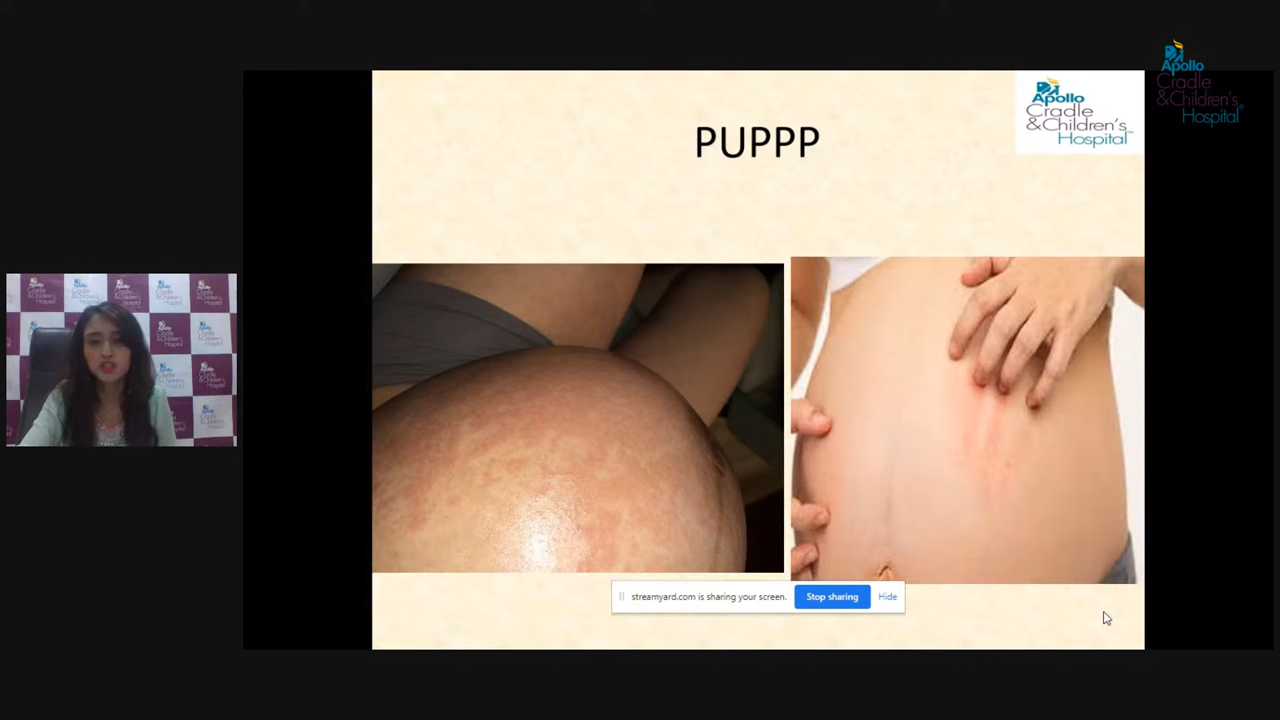 PUPPP
Apollo
Cradle
&Children's
Hospital
Apollo
Cradle
&Children's
Hospital
streamyard.com is sharing your screen.
Stop sharing
Hide